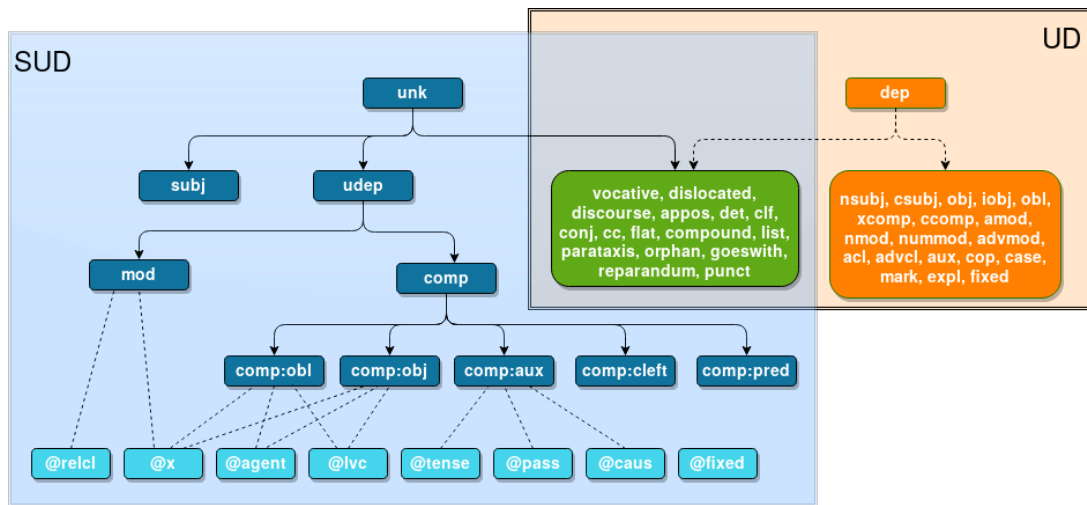 SUD
UD
unk
dep
subj
udep
vocative, dislocated,
discourse, appos, det, clf,
conj, cc, flat, compound, list,
parataxis, orphan, goeswith,
reparandum, punct
nsubj, csubj, obj, iobj, obl,
xcomp, ccomp, amod,
nmod, nummod, advmod,
acl, advcl, aux, cop, case,
mark, expl, fixed
mod
comp
comp:obl
comp:obj
comp:aux
comp:cleft
comp:pred
@relcl
@x
@agent
@lvc
@tense
@pass
@caus
@fixed